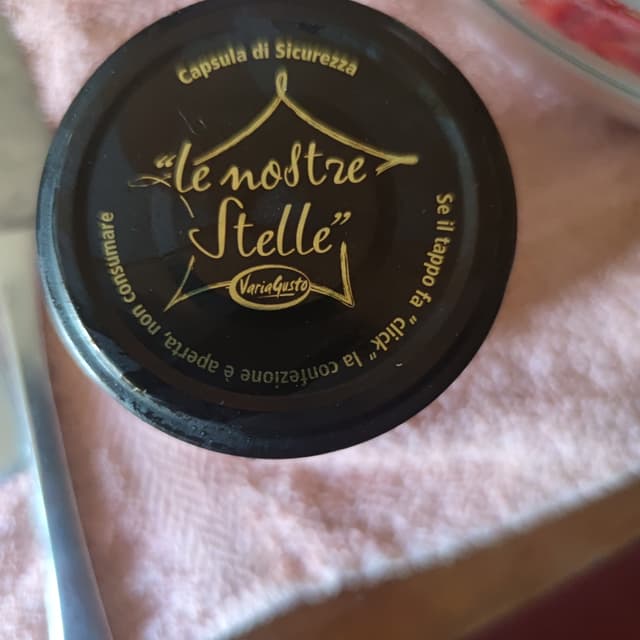 Capsula di Sicurezza
"le nostre
Stelle"
VariaGusto
Se il tappo fa "click" la confezione è aperta, non consumare